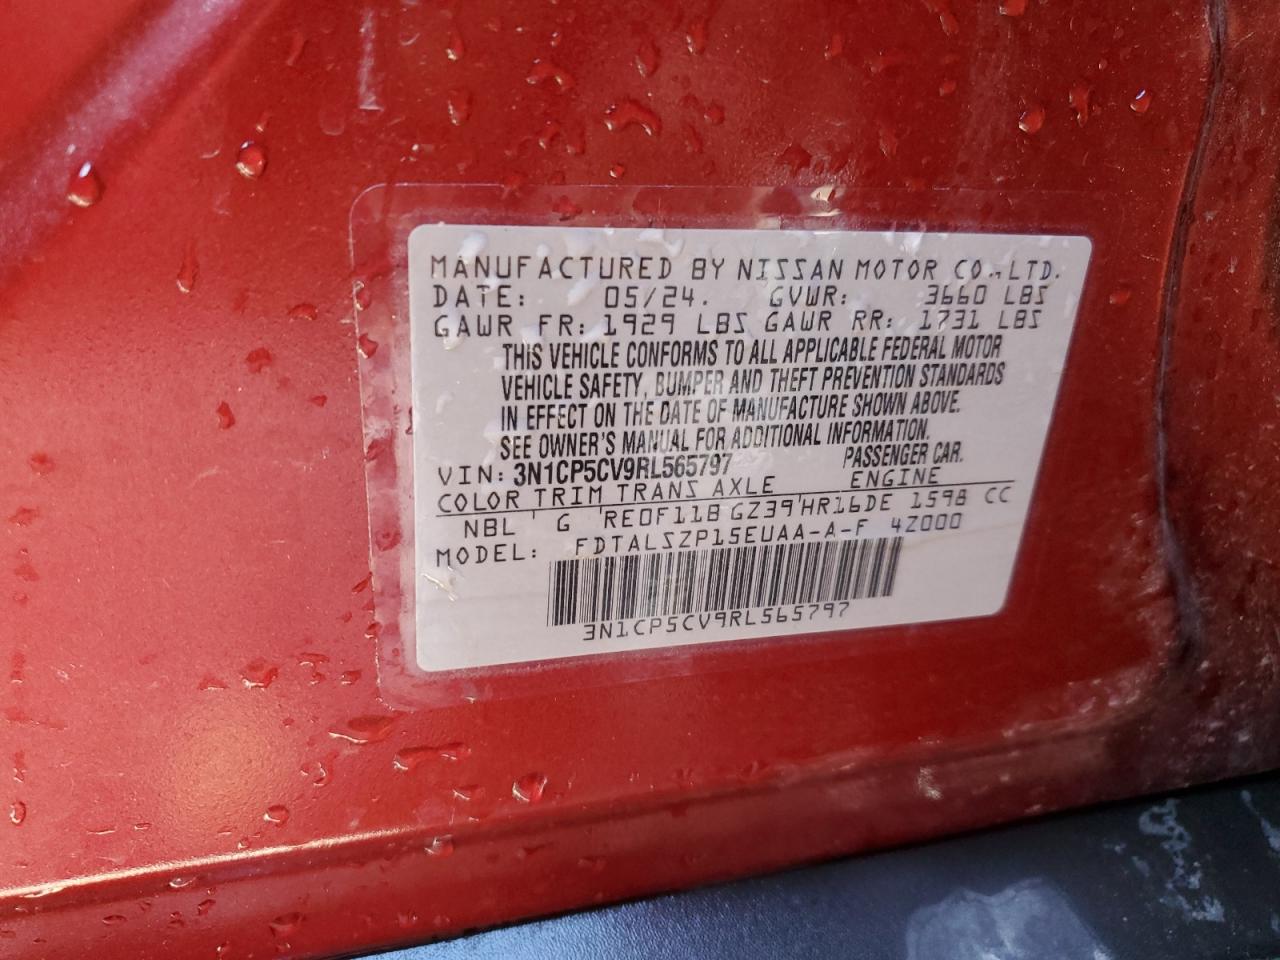 MANUFACTURED BY NISSAN MOTOR CO.,LTD.
DATE: 05/24. GVWR: 3660 LBS
GAWR FR: 1929 LBS GAWR RR: 1731 LBS
THIS VEHICLE CONFORMS TO ALL APPLICABLE FEDERAL MOTOR
VEHICLE SAFETY, BUMPER AND THEFT PREVENTION STANDARDS
IN EFFECT ON THE DATE OF MANUFACTURE SHOWN ABOVE.
SEE OWNER'S MANUAL FOR ADDITIONAL INFORMATION.
VIN: 3N1CP5CV9RL565797 PASSENGER CAR.
COLOR TRIM TRANS AXLE ENGINE
NBL G RE0F11B GZ39 HR16DE 1598 CC
MODEL: FDTALSZP15EUAA-A-F 4Z000
3N1CP5CV9RL565797